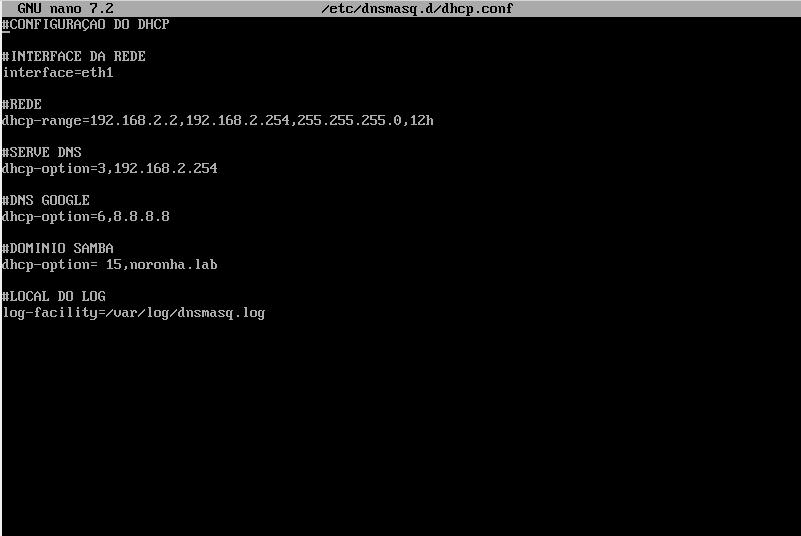 GNU nano 7.2 /etc/dnsmasq.d/dhcp.conf
#CONFIGURAÇAO DO DHCP
#INTERFACE DA REDE
interface=eth1
#REDE
dhcp-range=192.168.2.2,192.168.2.254,255.255.255.0,12h
#SERVE DNS
dhcp-option=3,192.168.2.254
#DNS GOOGLE
dhcp-option=6,8.8.8.8
#DOMINIO SAMBA
dhcp-option= 15,noronha.lab
#LOCAL DO LOG
log-facility=/var/log/dnsmasq.log